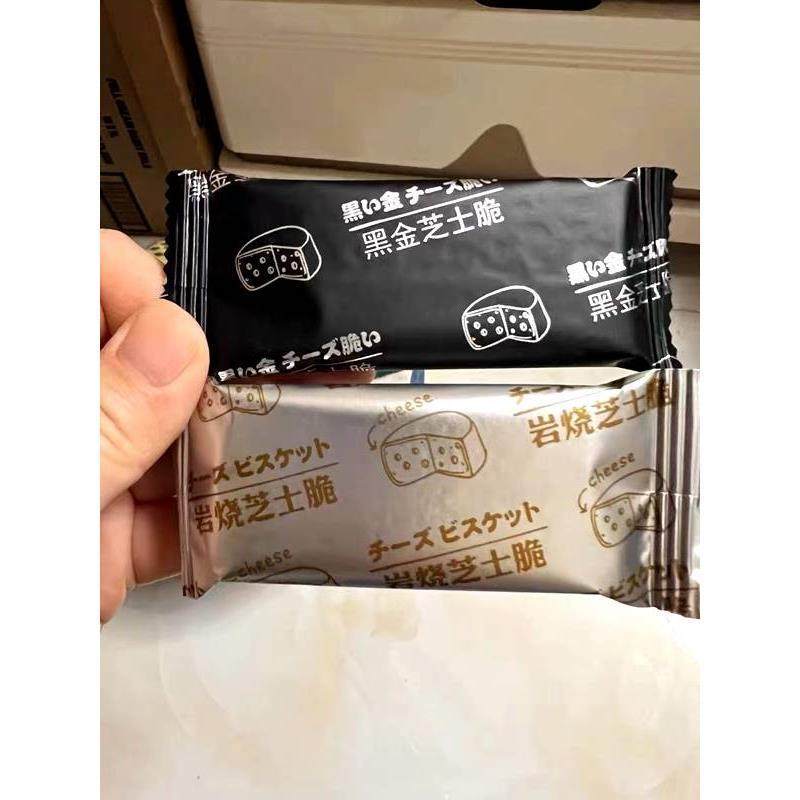 黒い金 チーズ脆い
黑金芝士脆
黒い金 チーズ
黑金芝士脆
黒い金 チーズ脆い
cheese
岩烧芝士脆
チーズ ビスケット
岩烧芝士脆
cheese
チーズ ビスケット
岩烧芝士脆
cheese
ビスケット